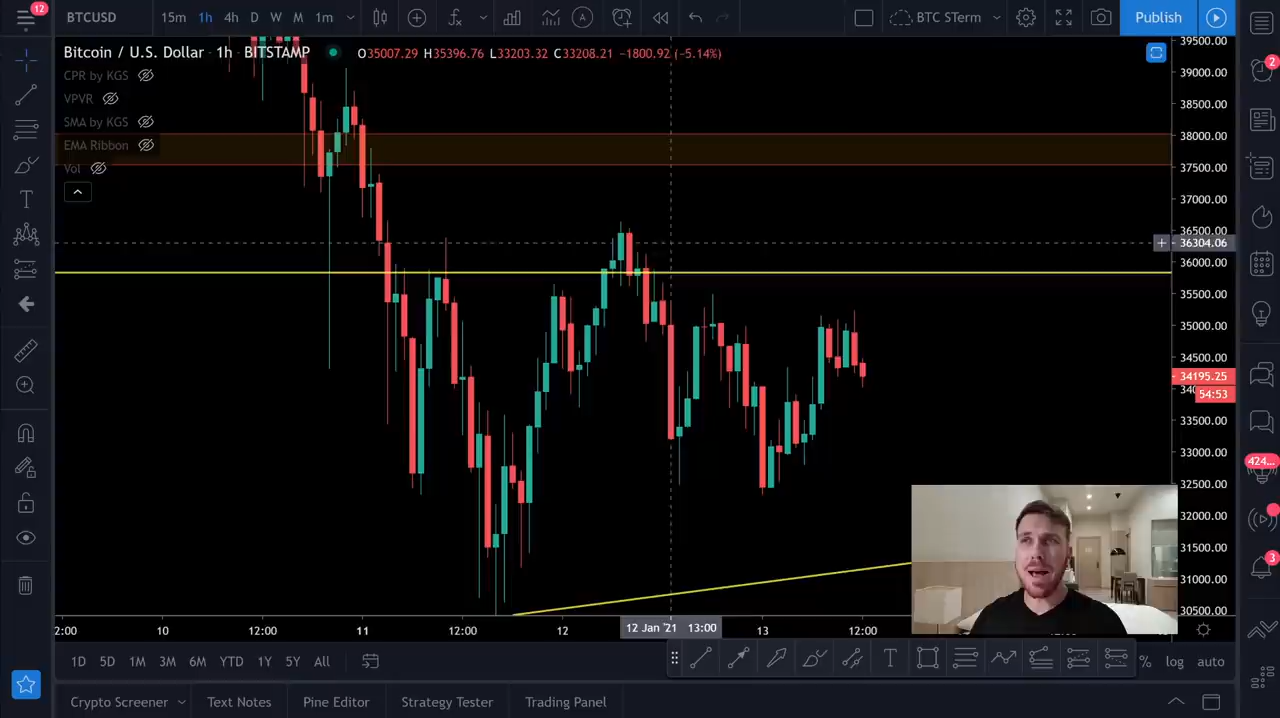 12
BTCUSD 15m 1h 4h D W M 1m BTC STerm Publish
Bitcoin / U.S. Dollar · 1h · BITSTAMP O35007.29 H35396.76 L33203.32 C33208.21 −1800.92 (−5.14%)
CPR by KGS
VPVR
SMA by KGS
EMA Ribbon
Vol
39500.00
39000.00
38500.00
38000.00
37500.00
37000.00
36500.00
36304.06
36000.00
35500.00
35000.00
34500.00
34195.25
54:53
33500.00
33000.00
32500.00
32000.00
31500.00
31000.00
30500.00
2
424...
3
2:00 10 12:00 11 12:00 12 12 Jan '21 13:00 13 12:00
1D 5D 1M 3M 6M YTD 1Y 5Y All % log auto
Crypto Screener Text Notes Pine Editor Strategy Tester Trading Panel